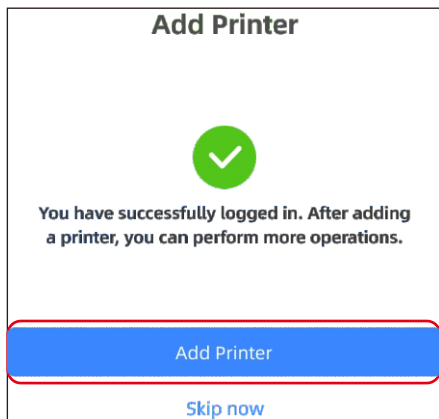 Add Printer
You have successfully logged in. After adding
a printer, you can perform more operations.
Add Printer
Skip now